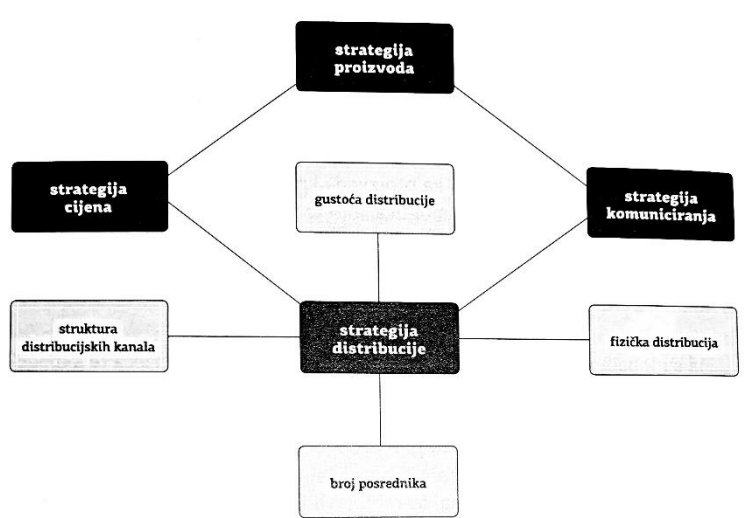 strategija
proizvoda
strategija
cijena
gustoća distribucije
strategija
komuniciranja
struktura
distribucijskih kanala
strategija
distribucije
fizička distribucija
broj posrednika